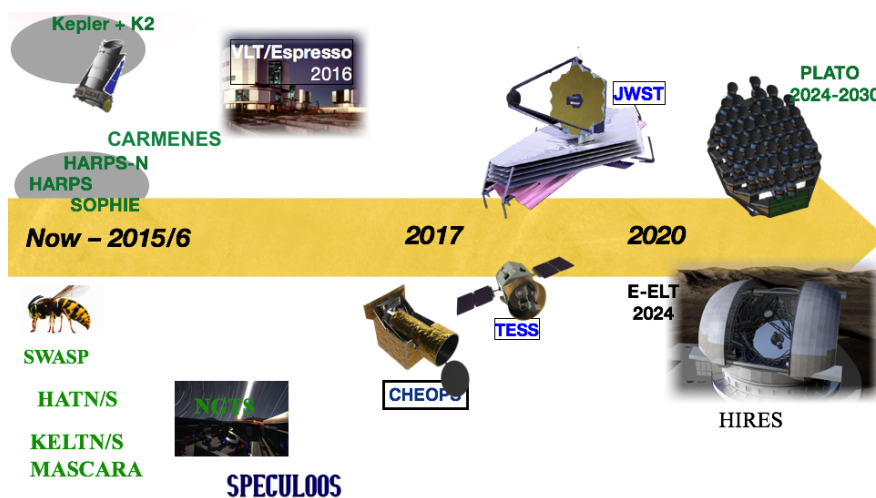 Kepler + K2
VLT/Espresso
2016
JWST
PLATO
2024-2030
CARMENES
HARPS-N
HARPS
SOPHIE
Now – 2015/6
2017
2020
E-ELT
2024
TESS
SWASP
CHEOPS
HATN/S
NGTS
HIRES
KELTN/S
MASCARA
SPECULOOS